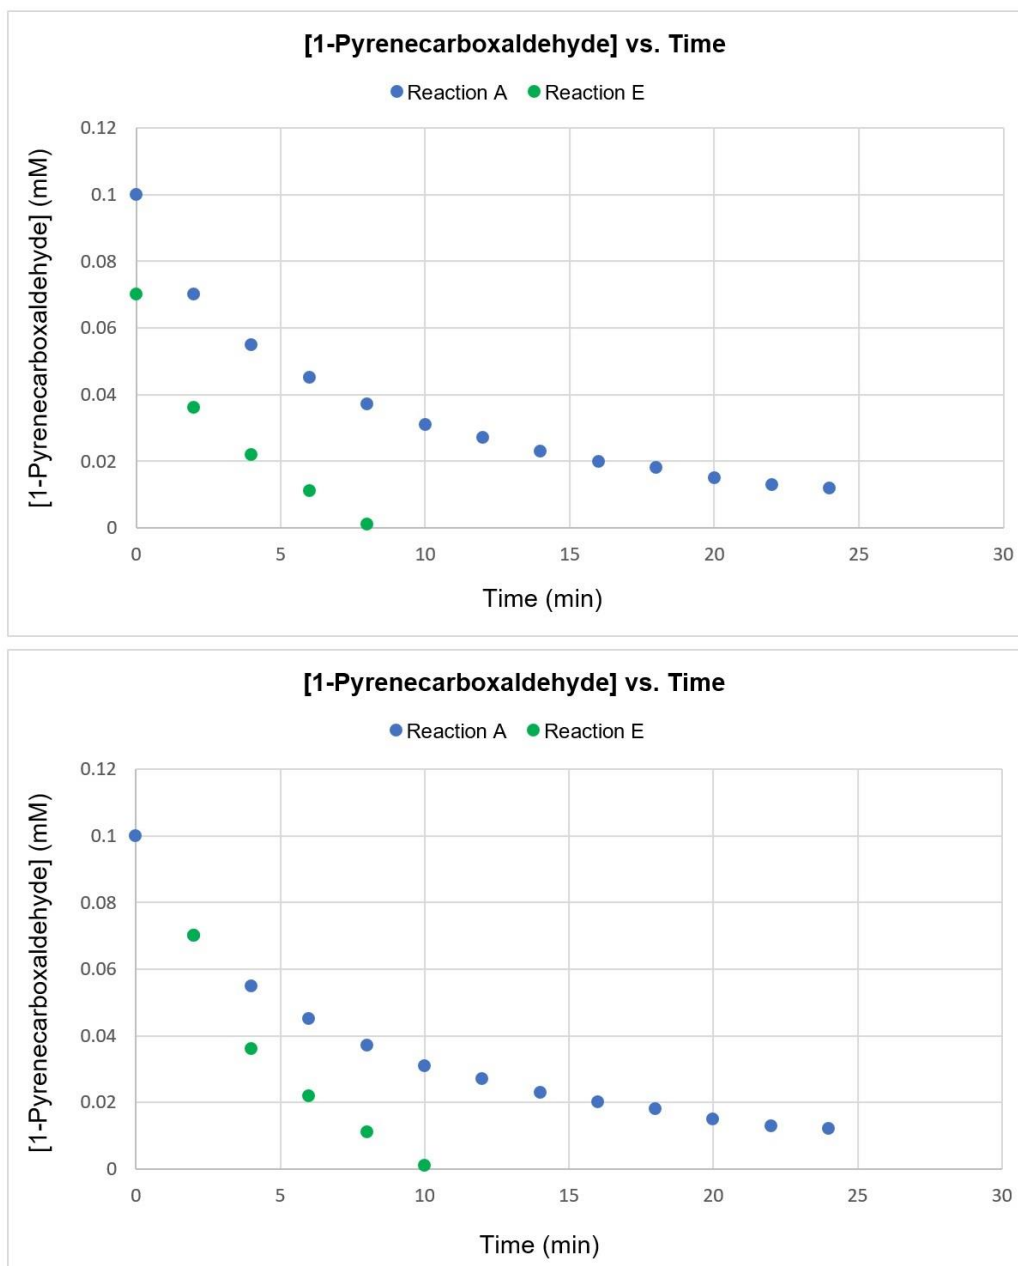 [1-Pyrenecarboxaldehyde] vs. Time
Reaction A Reaction E
[1-Pyrenecarboxaldehyde] (mM)
0.12
0.1
0.08
0.06
0.04
0.02
0
0 5 10 15 20 25 30
Time (min)
[1-Pyrenecarboxaldehyde] vs. Time
Reaction A Reaction E
[1-Pyrenecarboxaldehyde] (mM)
0.12
0.1
0.08
0.06
0.04
0.02
0
0 5 10 15 20 25 30
Time (min)